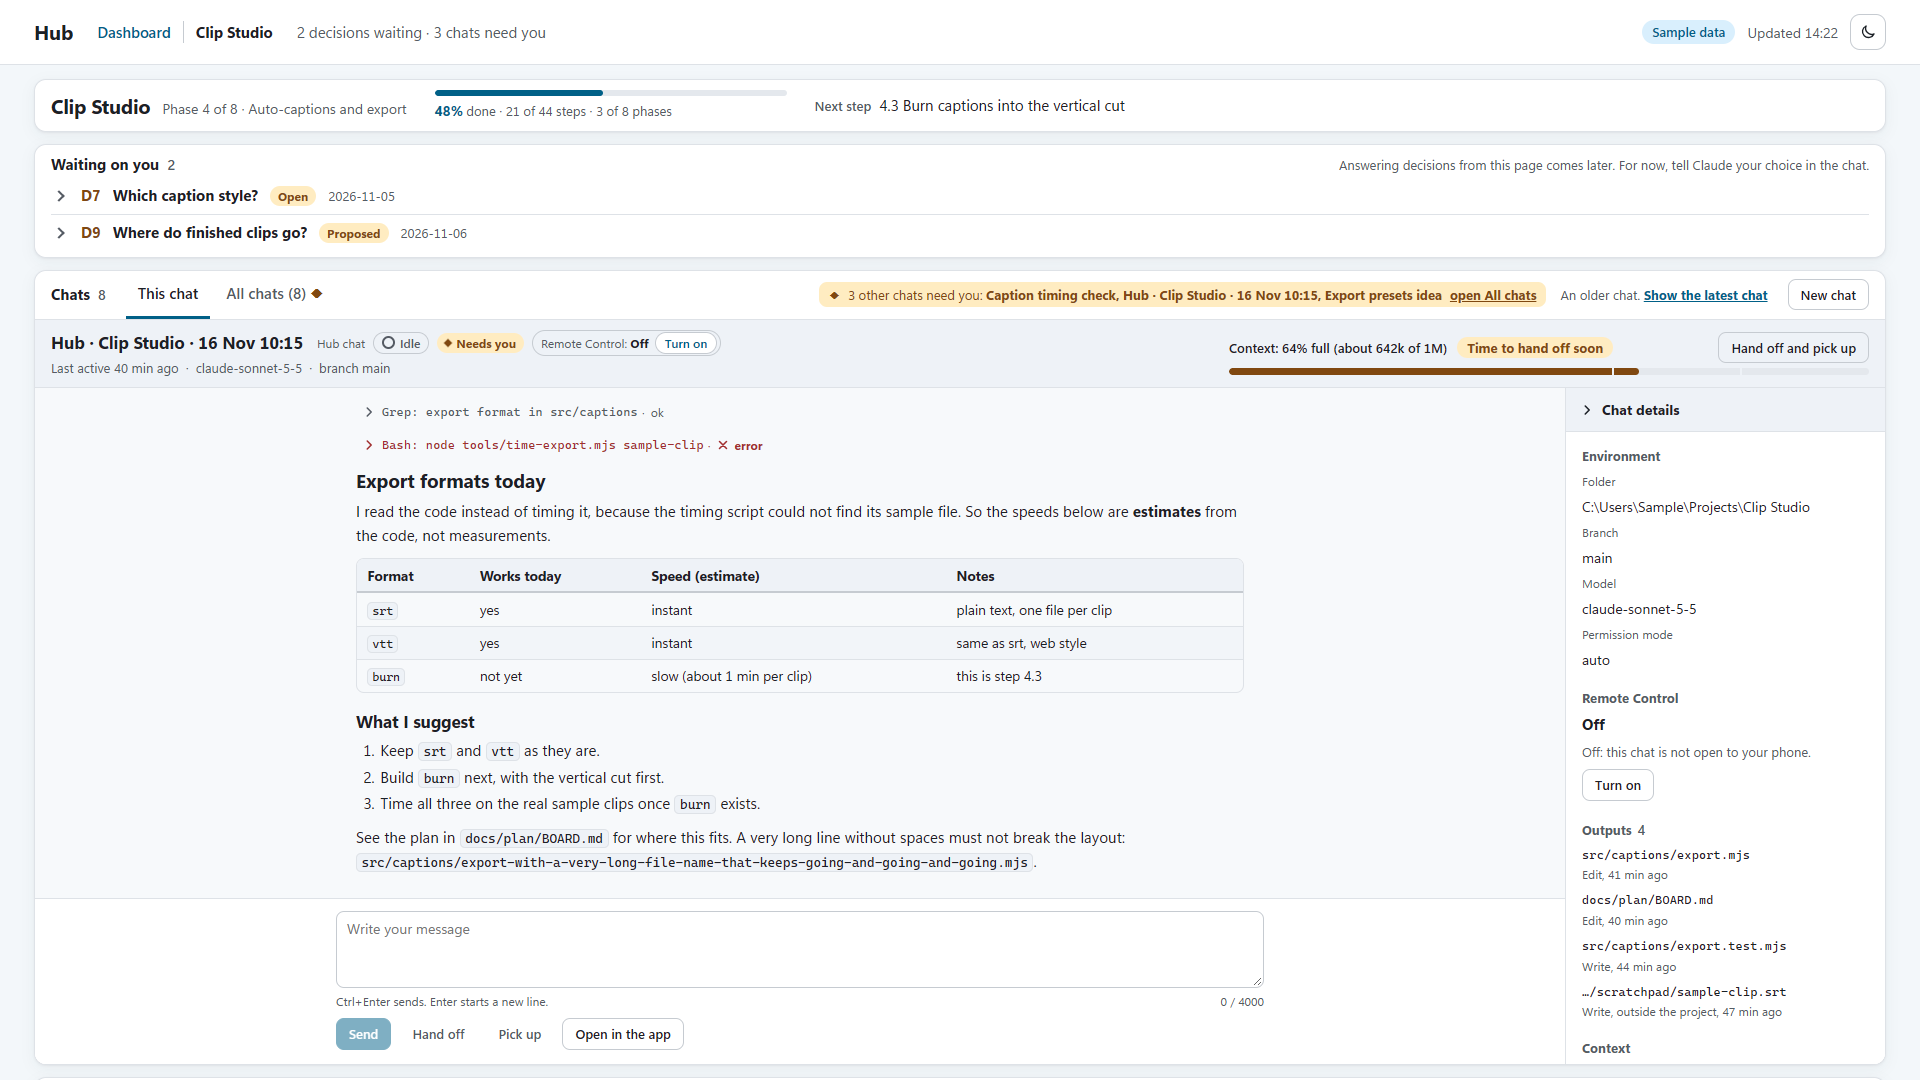 Hub Dashboard Clip Studio 2 decisions waiting · 3 chats need you Sample data Updated 14:22
Clip Studio Phase 4 of 8 · Auto-captions and export
48% done · 21 of 44 steps · 3 of 8 phases
Next step 4.3 Burn captions into the vertical cut
Waiting on you 2 Answering decisions from this page comes later. For now, tell Claude your choice in the chat.
D7 Which caption style? Open 2026-11-05
D9 Where do finished clips go? Proposed 2026-11-06
Chats 8 This chat All chats (8) 3 other chats need you: Caption timing check, Hub · Clip Studio · 16 Nov 10:15, Export presets idea open All chats An older chat. Show the latest chat New chat
Hub · Clip Studio · 16 Nov 10:15 Hub chat Idle Needs you Remote Control: Off Turn on
Last active 40 min ago · claude-sonnet-5-5 · branch main
Context: 64% full (about 642k of 1M) Time to hand off soon Hand off and pick up
Grep: export format in src/captions · ok
Bash: node tools/time-export.mjs sample-clip · ✕ error
Export formats today
I read the code instead of timing it, because the timing script could not find its sample file. So the speeds below are estimates from
the code, not measurements.
Format Works today Speed (estimate) Notes
srt yes instant plain text, one file per clip
vtt yes instant same as srt, web style
burn not yet slow (about 1 min per clip) this is step 4.3
What I suggest
1. Keep srt and vtt as they are.
2. Build burn next, with the vertical cut first.
3. Time all three on the real sample clips once burn exists.
See the plan in docs/plan/BOARD.md for where this fits. A very long line without spaces must not break the layout:
src/captions/export-with-a-very-long-file-name-that-keeps-going-and-going-and-going.mjs.
Write your message
Ctrl+Enter sends. Enter starts a new line. 0 / 4000
Send Hand off Pick up Open in the app
Chat details
Environment
Folder
C:\Users\Sample\Projects\Clip Studio
Branch
main
Model
claude-sonnet-5-5
Permission mode
auto
Remote Control
Off
Off: this chat is not open to your phone.
Turn on
Outputs 4
src/captions/export.mjs
Edit, 41 min ago
docs/plan/BOARD.md
Edit, 40 min ago
src/captions/export.test.mjs
Write, 44 min ago
…/scratchpad/sample-clip.srt
Write, outside the project, 47 min ago
Context